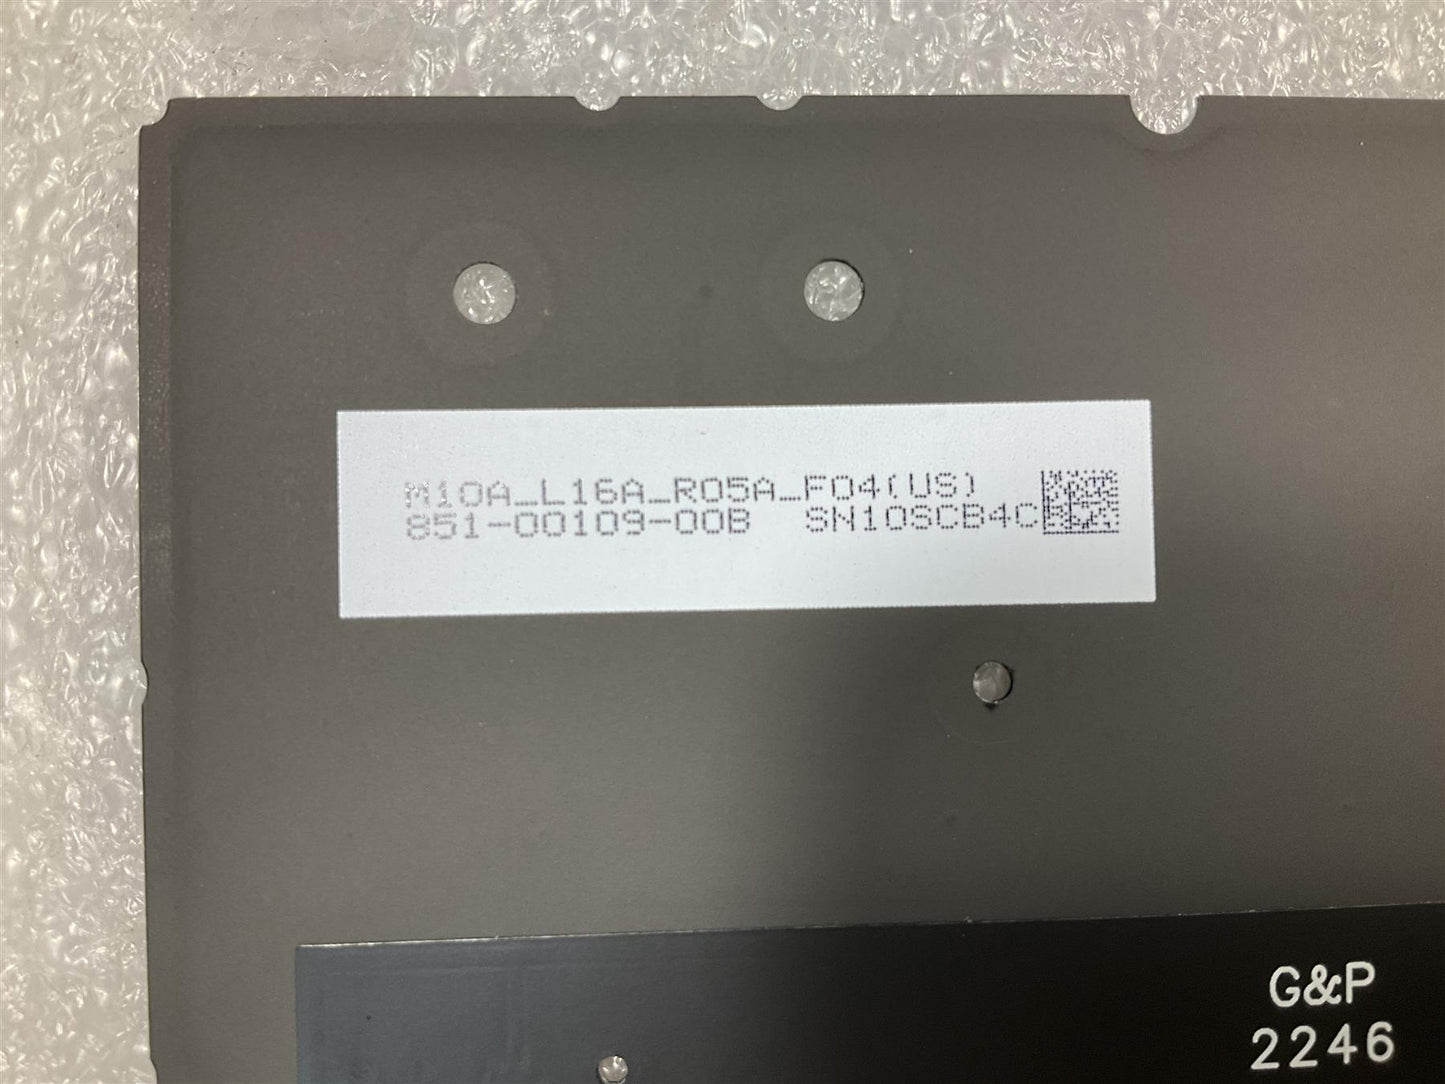 M10A_L16A_R05A_F04(US)
851-00109-00B SN10SCB4C
G&P
2246